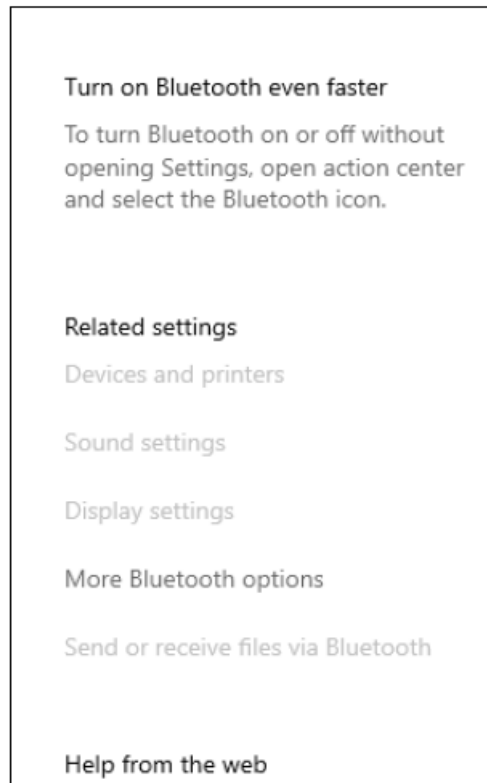 Turn on Bluetooth even faster
To turn Bluetooth on or off without
opening Settings, open action center
and select the Bluetooth icon.
Related settings
Devices and printers
Sound settings
Display settings
More Bluetooth options
Send or receive files via Bluetooth
Help from the web